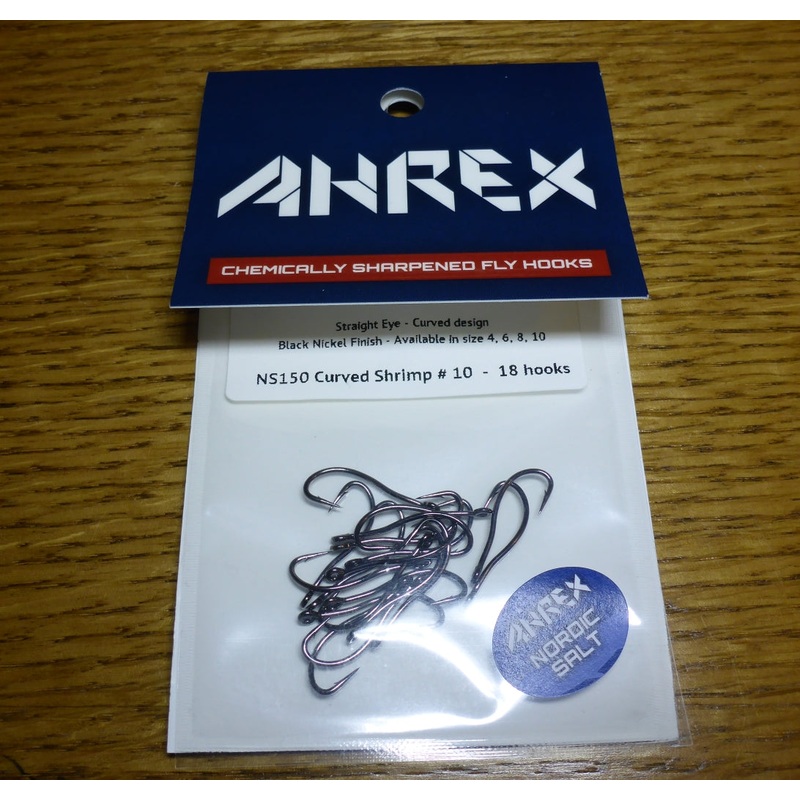 AHREX
CHEMICALLY SHARPENED FLY HOOKS
Straight Eye - Curved design
Black Nickel Finish - Available in size 4, 6, 8, 10
NS150 Curved Shrimp # 10 - 18 hooks
AHREX
NORDIC
SALT